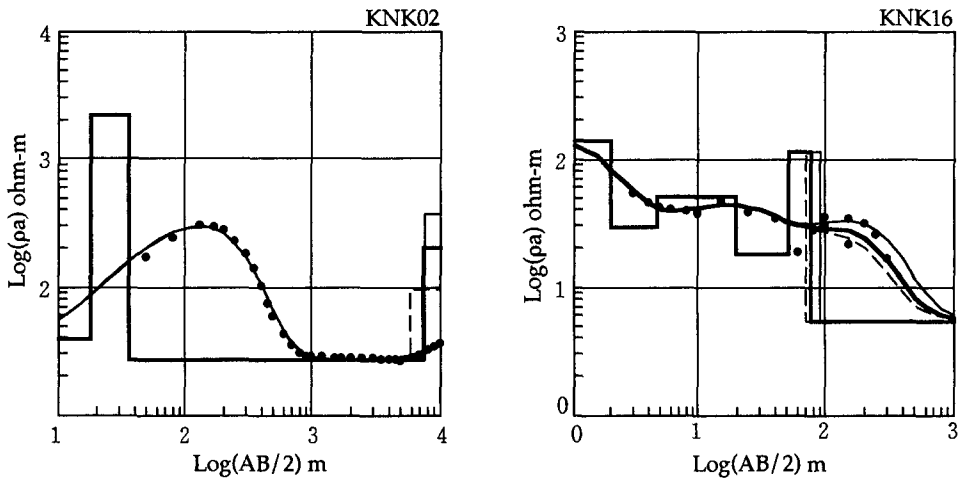 KNK02
4
3
2
Log(ρa) ohm-m
1 2 3 4
Log(AB/2) m
KNK16
3
2
1
0
Log(ρa) ohm-m
0 1 2 3
Log(AB/2) m